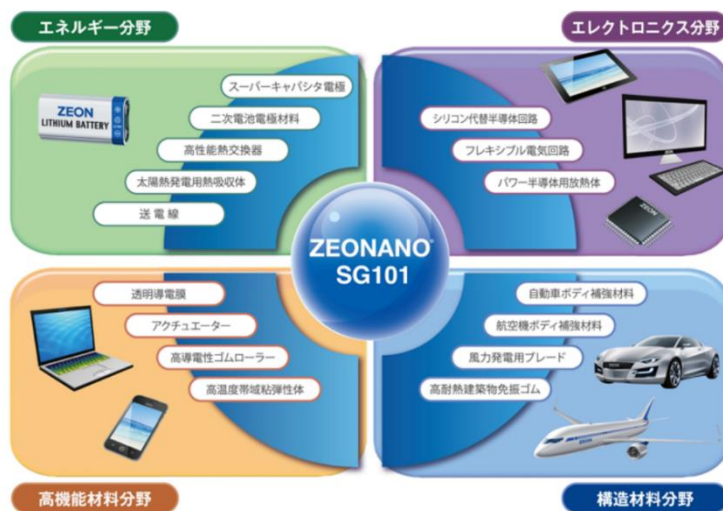 エネルギー分野
エレクトロニクス分野
ZEON
LITHIUM BATTERY
スーパーキャパシタ電極
二次電池電極材料
高性能熱交換器
太陽熱発電用熱吸収体
送電線
シリコン代替半導体回路
フレキシブル電気回路
パワー半導体用放熱体
ZEON
ZEONANO®
SG101
透明導電膜
アクチュエーター
高導電性ゴムローラー
高温度帯域粘弾性体
自動車ボディ補強材料
航空機ボディ補強材料
風力発電用ブレード
高耐熱建築物免振ゴム
ZEON
高機能材料分野
構造材料分野